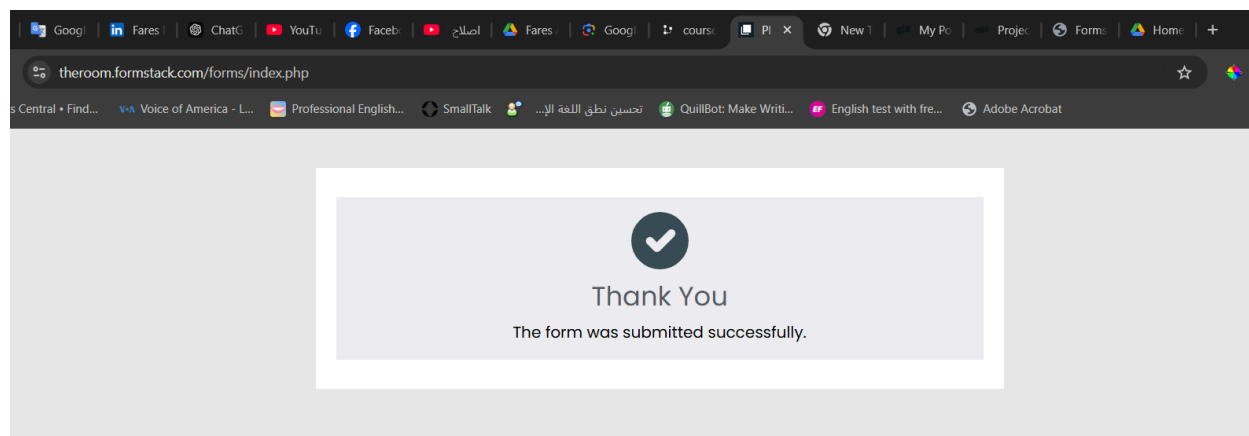 Googl Fares ChatG YouTu Faceb اصلاح Fares Googl course Pl New T My Po Projec Forms Home
theroom.formstack.com/forms/index.php
s Central • Find... Voice of America - L... Professional English... SmallTalk تحسين نطق اللغة الإ... QuillBot: Make Writi... EF English test with fre... Adobe Acrobat
Thank You
The form was submitted successfully.